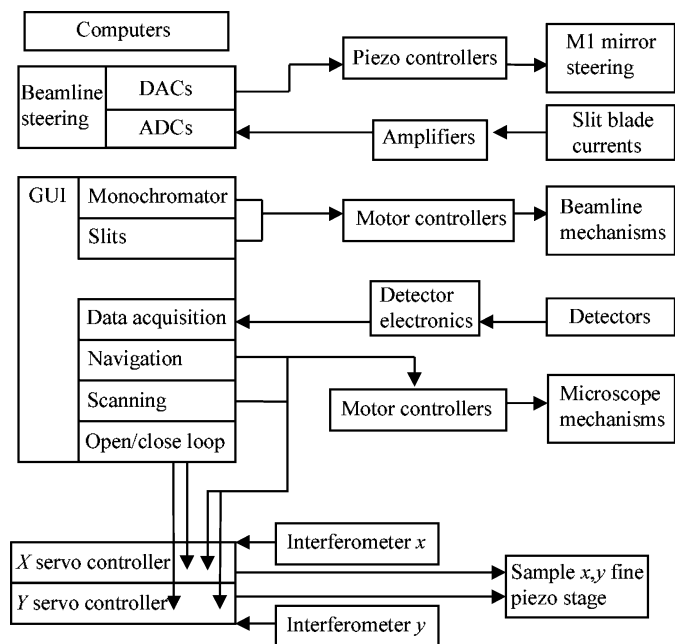 Computers
Piezo controllers
M1 mirror
steering
Beamline
steering
DACs
ADCs
Amplifiers
Slit blade
currents
GUI
Monochromator
Slits
Motor controllers
Beamline
mechanisms
Data acquisition
Detector
electronics
Detectors
Navigation
Scanning
Open/close loop
Motor controllers
Microscope
mechanisms
X servo controller
Y servo controller
Interferometer x
Interferometer y
Sample x,y fine
piezo stage